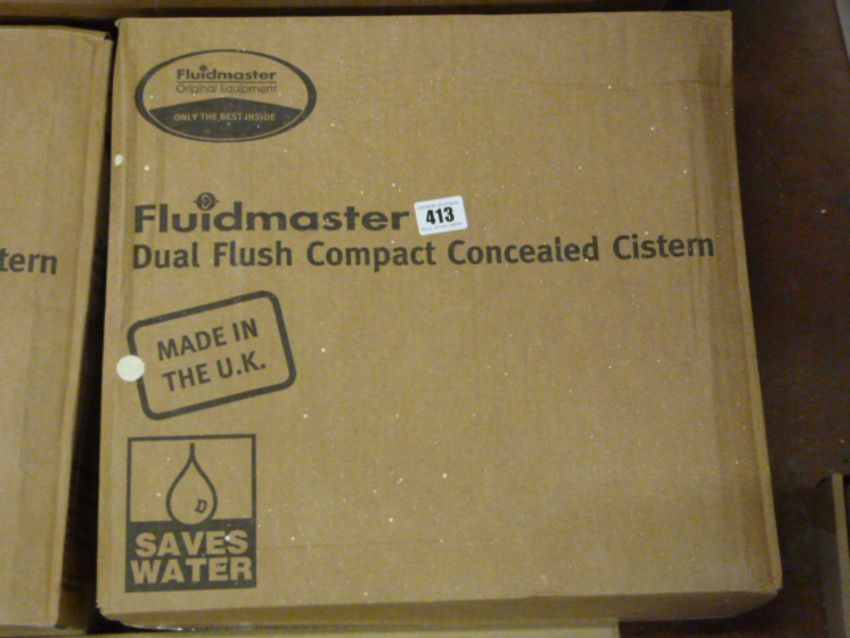 Fluidmaster
Original Equipment
ONLY THE BEST INSIDE
Fluidmaster
413
Dual Flush Compact Concealed Cistern
tern
MADE IN
THE U.K.
D
SAVES
WATER